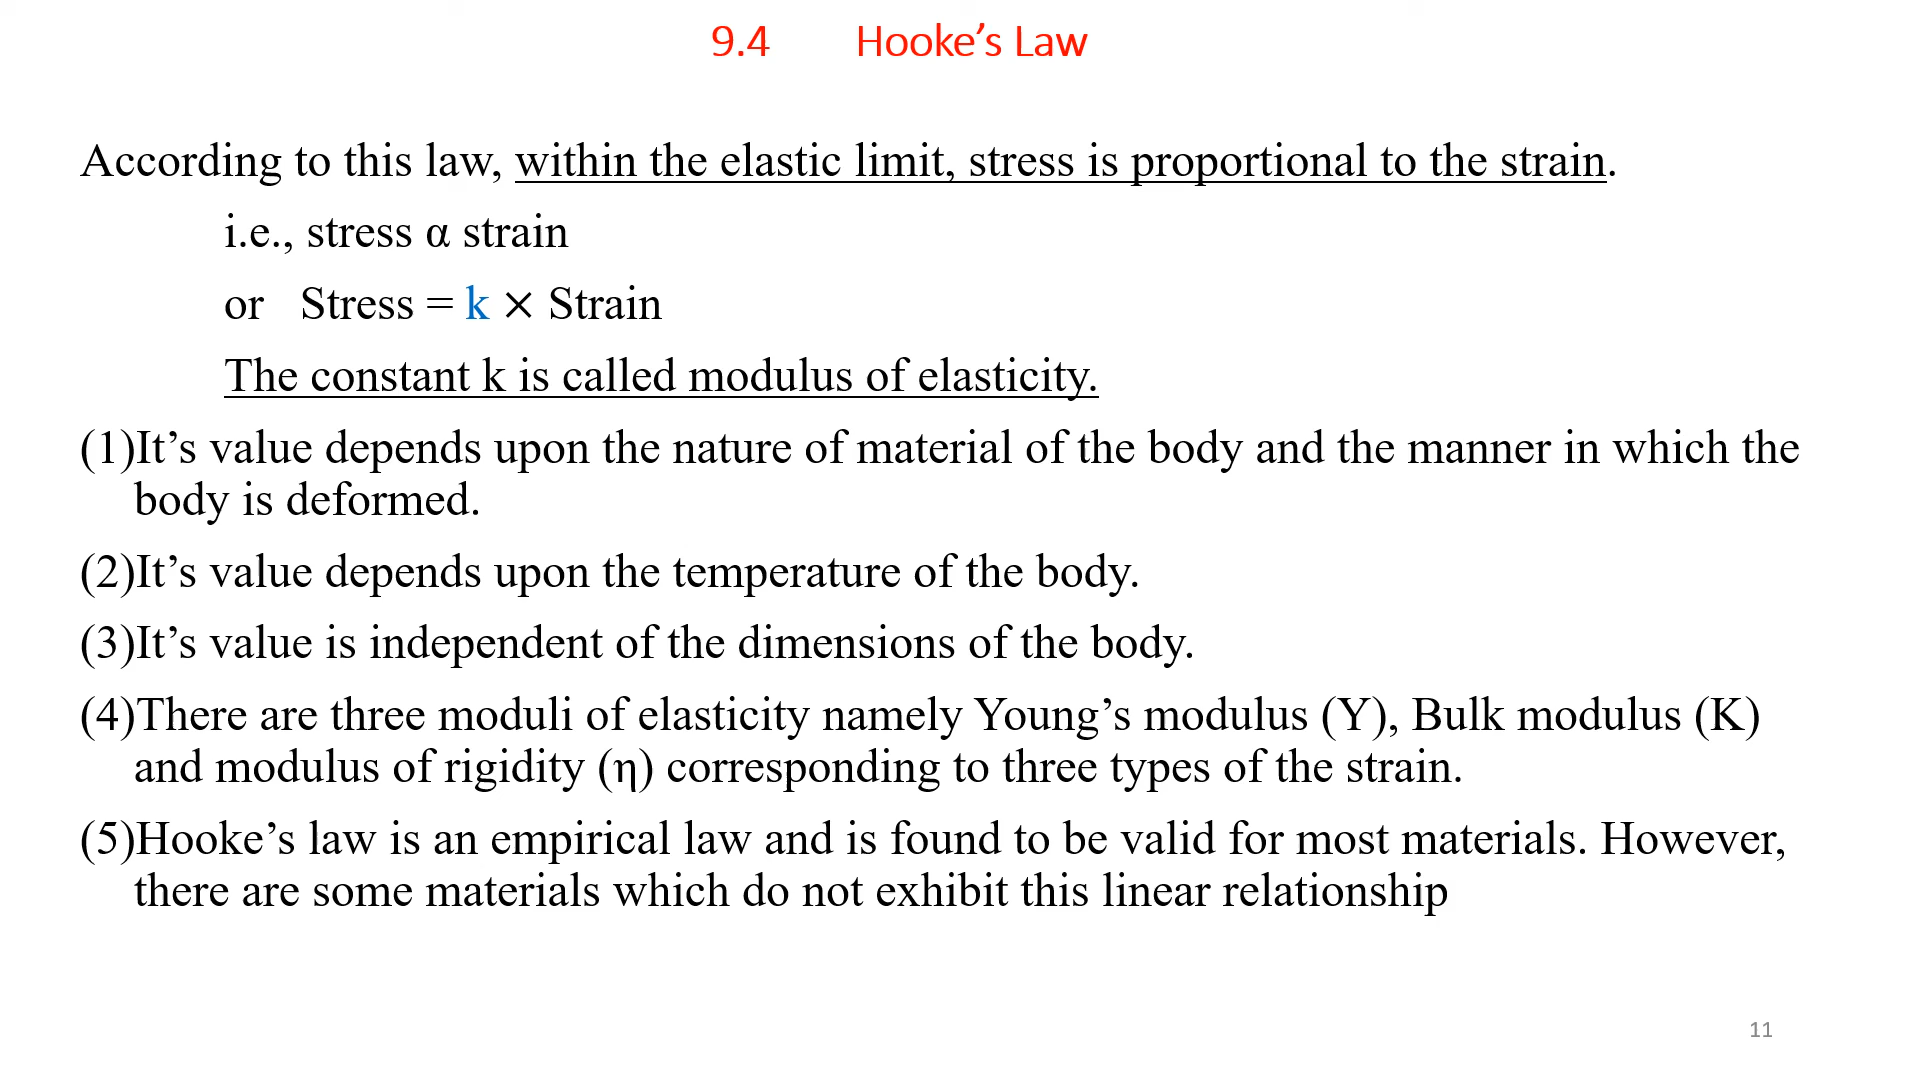 9.4 Hooke’s Law
According to this law, within the elastic limit, stress is proportional to the strain.
i.e., stress α strain
or Stress = k × Strain
The constant k is called modulus of elasticity.
(1)It’s value depends upon the nature of material of the body and the manner in which the
body is deformed.
(2)It’s value depends upon the temperature of the body.
(3)It’s value is independent of the dimensions of the body.
(4)There are three moduli of elasticity namely Young’s modulus (Y), Bulk modulus (K)
and modulus of rigidity (η) corresponding to three types of the strain.
(5)Hooke’s law is an empirical law and is found to be valid for most materials. However,
there are some materials which do not exhibit this linear relationship
11